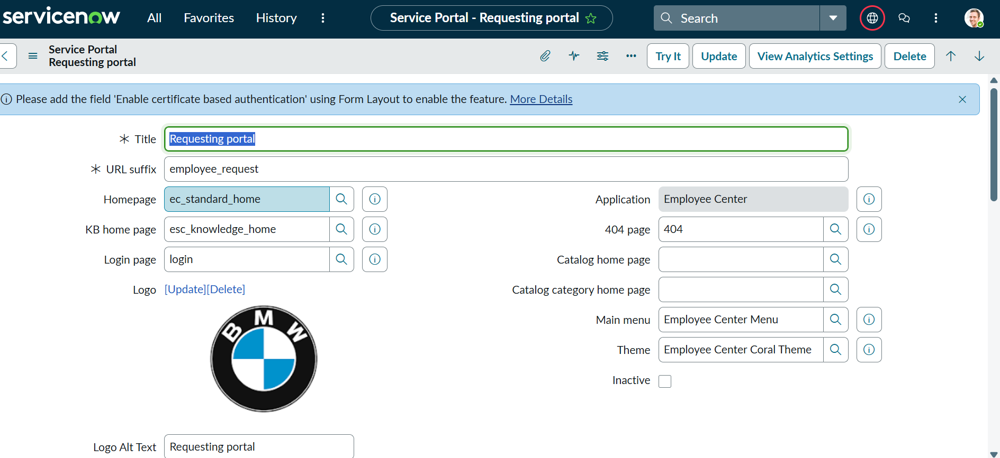 servicenow All Favorites History Service Portal - Requesting portal Search
Service Portal
Requesting portal
Try It Update View Analytics Settings Delete
Please add the field 'Enable certificate based authentication' using Form Layout to enable the feature. More Details
Title Requesting portal
URL suffix employee_request
Homepage ec_standard_home Application Employee Center
KB home page esc_knowledge_home 404 page 404
Login page login Catalog home page
Logo [Update][Delete] Catalog category home page
BMW
Main menu Employee Center Menu
Theme Employee Center Coral Theme
Inactive
Logo Alt Text Requesting portal